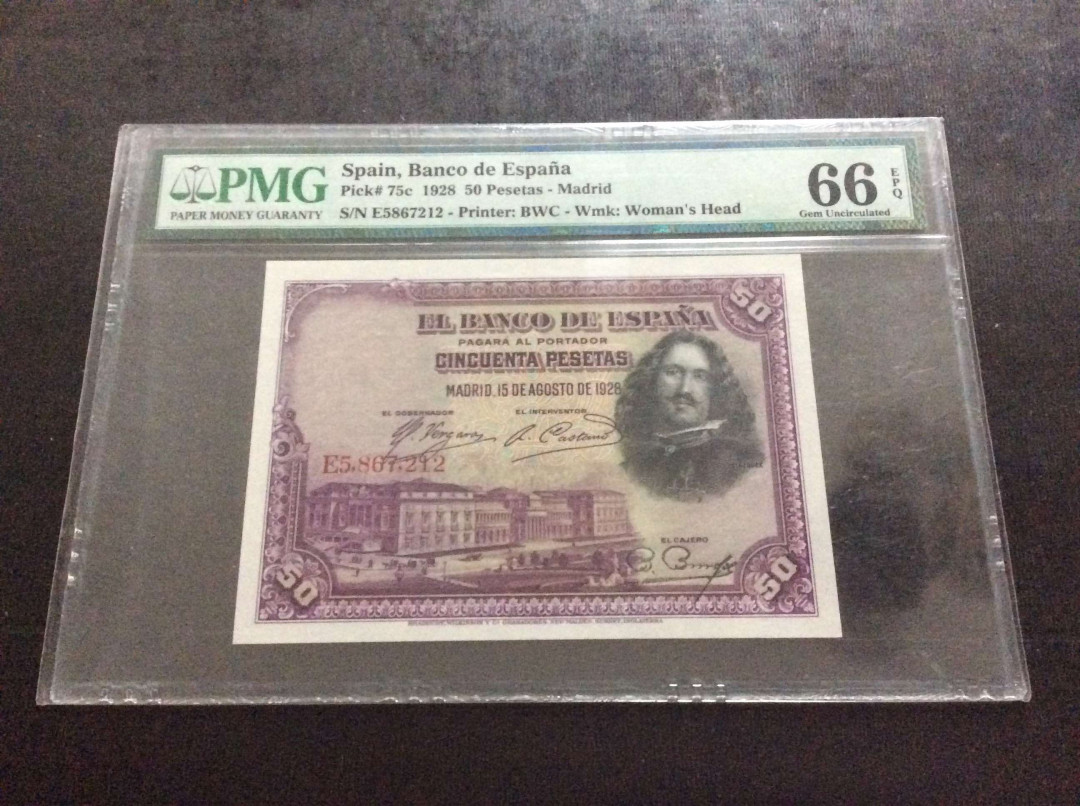 PMG
PAPER MONEY GUARANTY
Spain, Banco de España
Pick# 75c 1928 50 Pesetas - Madrid
S/N E5867212 - Printer: BWC - Wmk: Woman's Head
66 EPQ
Gem Uncirculated
50
EL BANCO DE ESPAÑA
PAGARÁ AL PORTADOR
CINCUENTA PESETAS
MADRID, 15 DE AGOSTO DE 1928
EL GOBERNADOR
EL INTERVENTOR
E5,867,212
EL CAJERO
50
50